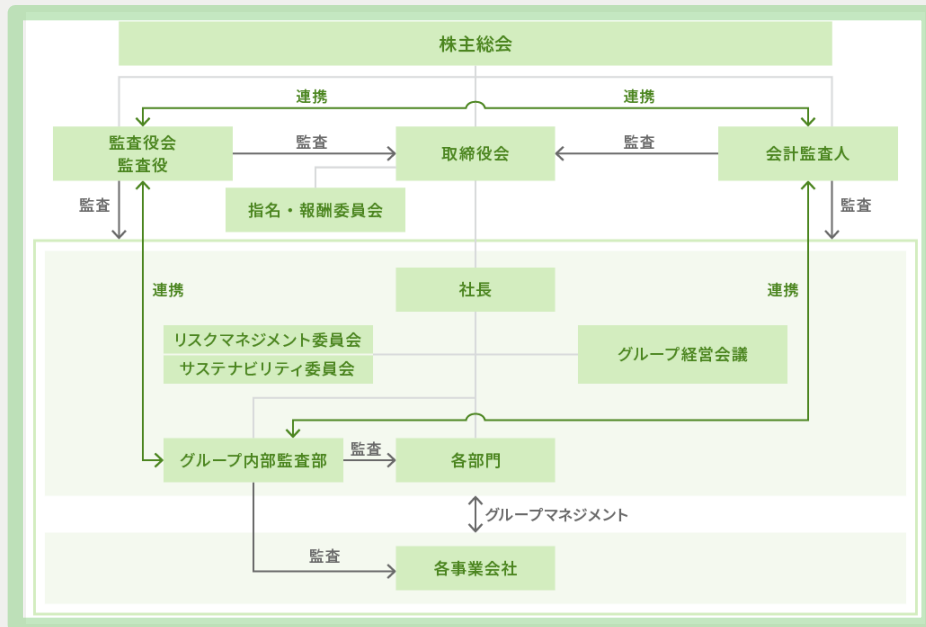 株主総会
連携
連携
監査役会
監査役
監査
取締役会
監査
会計監査人
監査
指名・報酬委員会
監査
社長
連携
連携
リスクマネジメント委員会
サステナビリティ委員会
グループ経営会議
グループ内部監査部
監査
各部門
グループマネジメント
監査
各事業会社